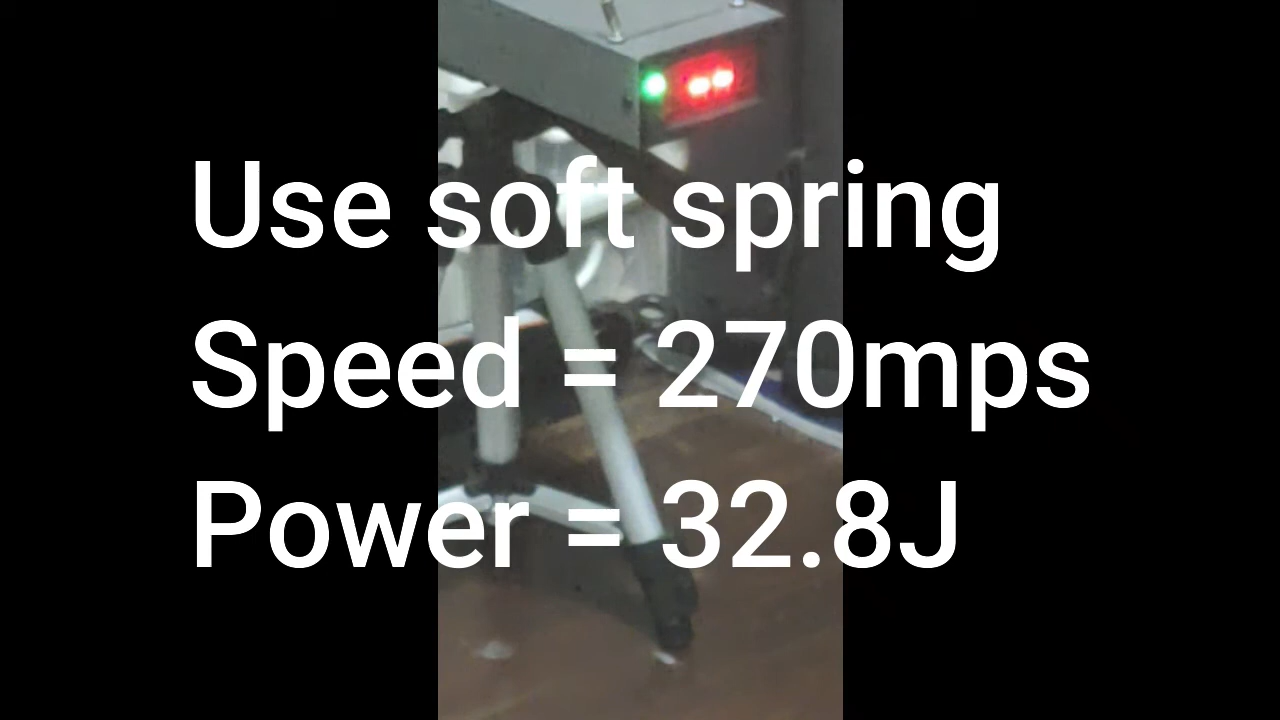 Use soft spring
Speed = 270mps
Power = 32.8J